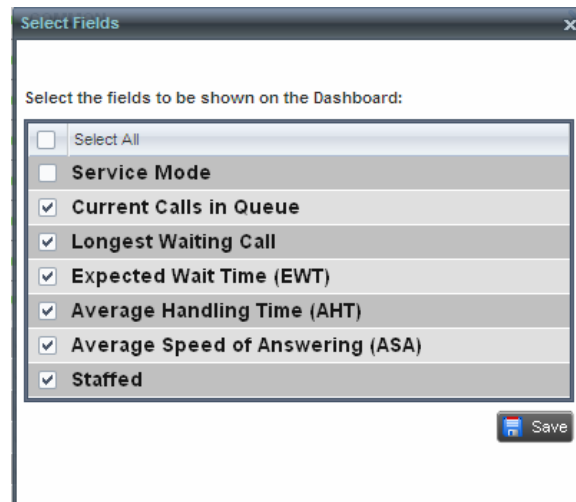 Select Fields
x
Select the fields to be shown on the Dashboard:
Select All
Service Mode
Current Calls in Queue
Longest Waiting Call
Expected Wait Time (EWT)
Average Handling Time (AHT)
Average Speed of Answering (ASA)
Staffed
Save